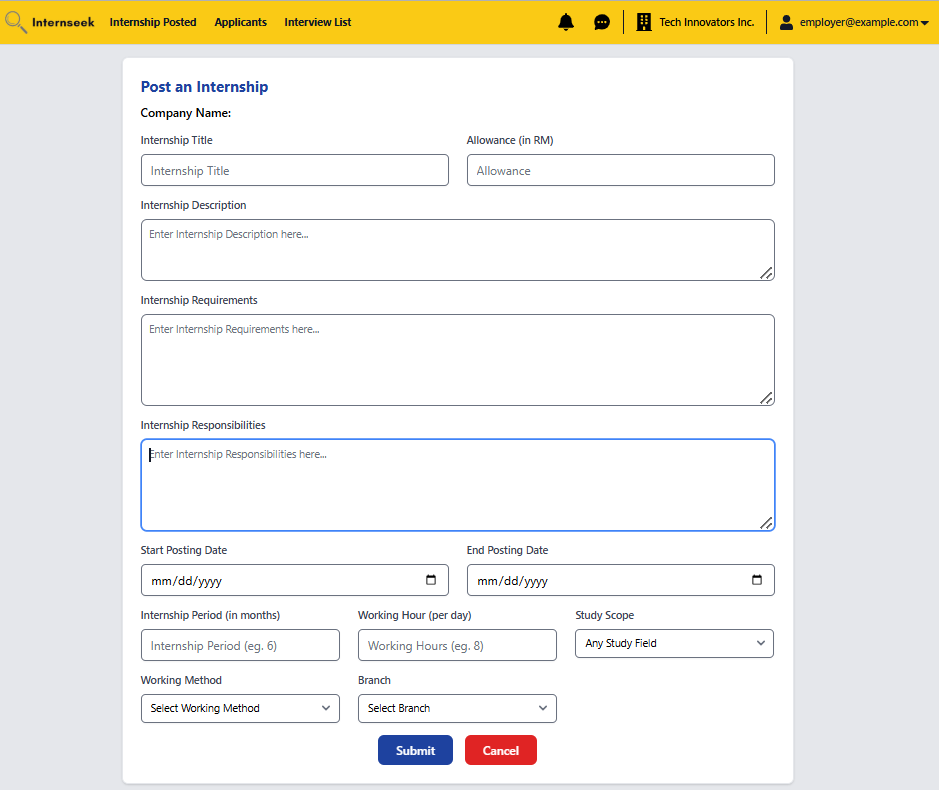 Internseek Internship Posted Applicants Interview List Tech Innovators Inc. employer@example.com
Post an Internship
Company Name:
Internship Title Allowance (in RM)
Internship Title Allowance
Internship Description
Enter Internship Description here...
Internship Requirements
Enter Internship Requirements here...
Internship Responsibilities
Enter Internship Responsibilities here...
Start Posting Date End Posting Date
mm/dd/yyyy mm/dd/yyyy
Internship Period (in months) Working Hour (per day) Study Scope
Internship Period (eg. 6) Working Hours (eg. 8) Any Study Field
Working Method Branch
Select Working Method Select Branch
Submit Cancel